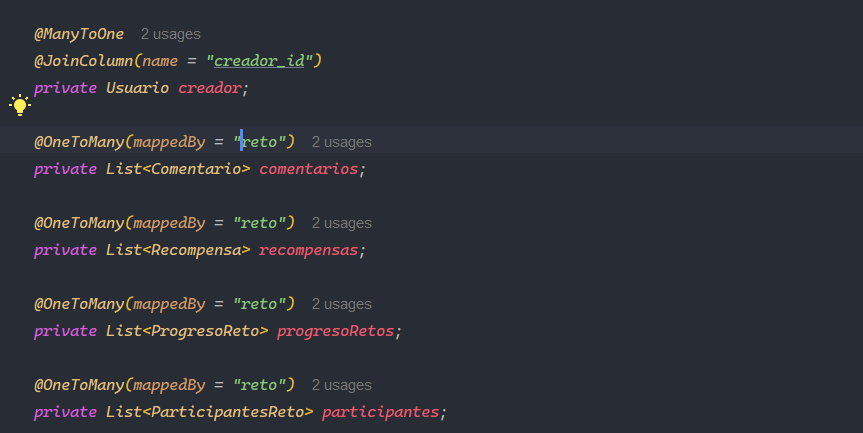 @ManyToOne 2 usages
@JoinColumn(name = "creador_id")
private Usuario creador;
@OneToMany(mappedBy = "reto") 2 usages
private List<Comentario> comentarios;
@OneToMany(mappedBy = "reto") 2 usages
private List<Recompensa> recompensas;
@OneToMany(mappedBy = "reto") 2 usages
private List<ProgresoReto> progresoRetos;
@OneToMany(mappedBy = "reto") 2 usages
private List<ParticipantesReto> participantes;